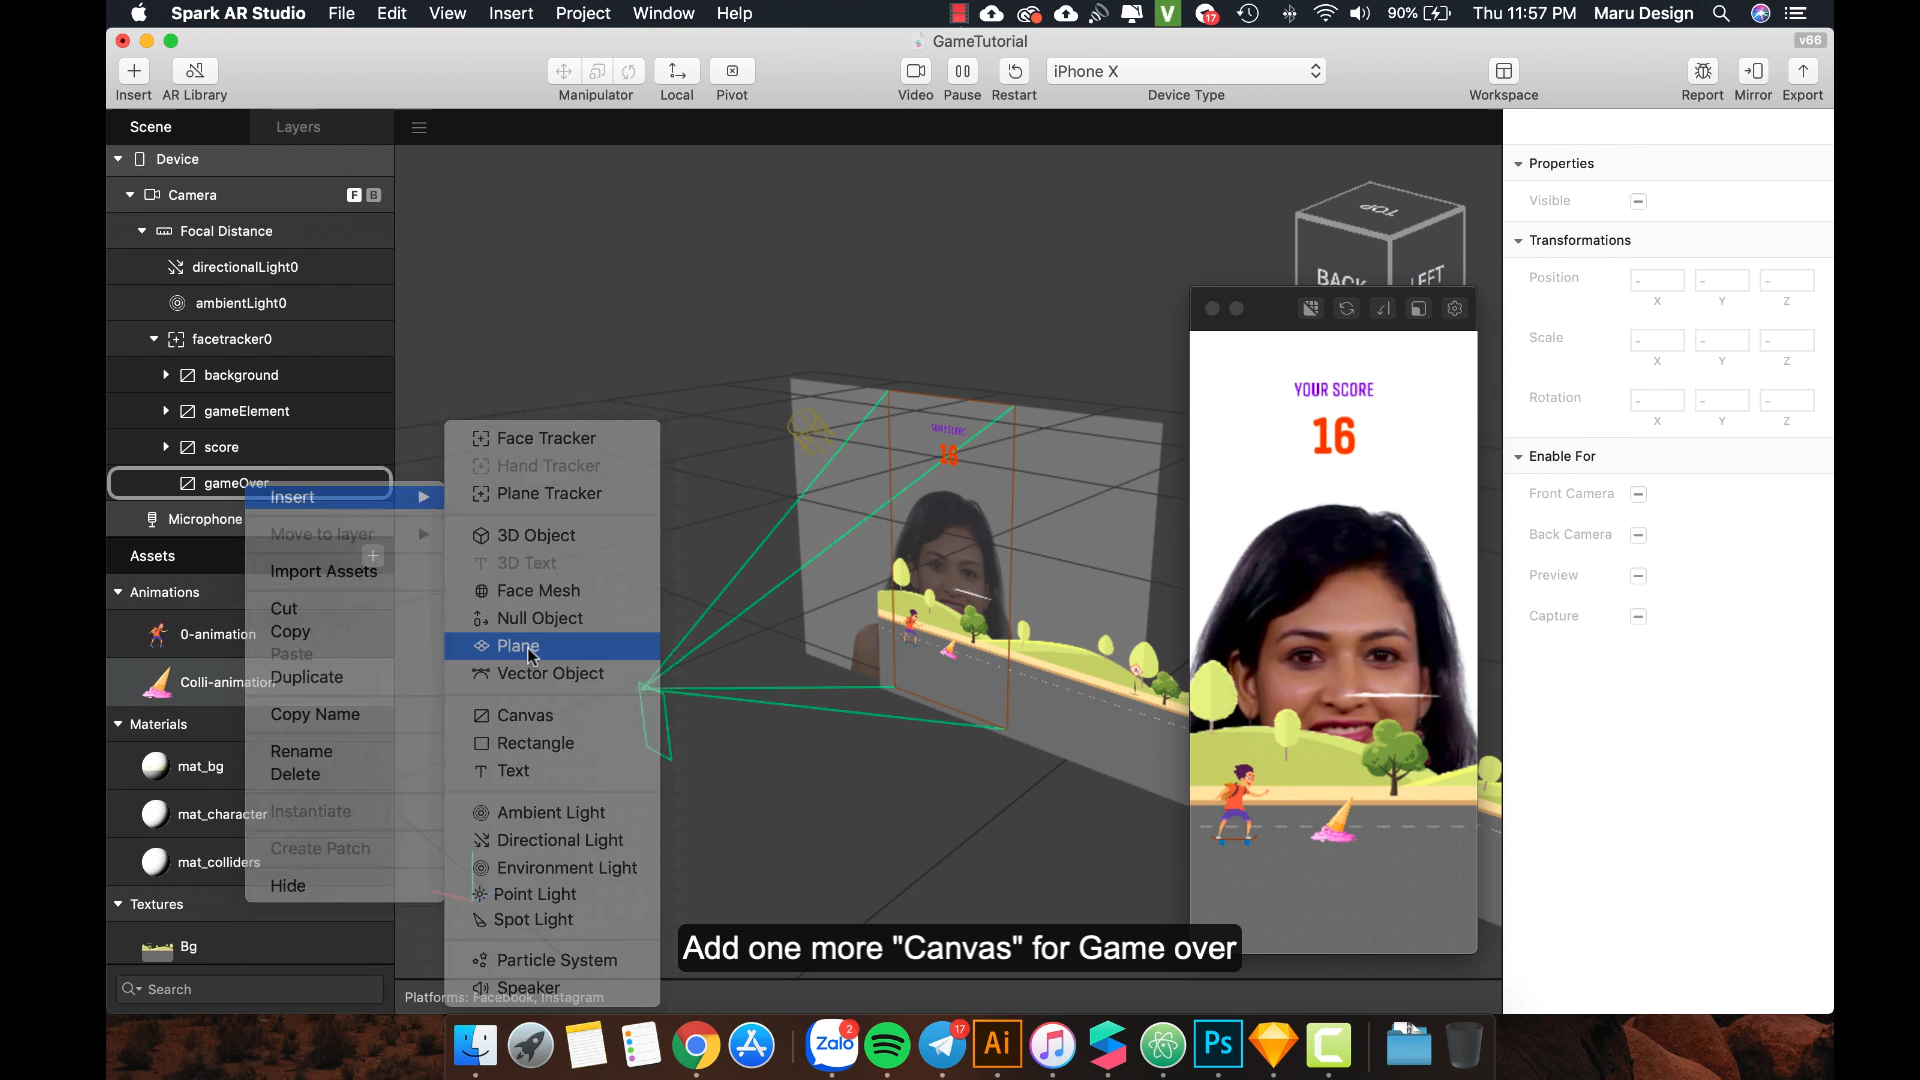 Spark AR Studio File Edit View Insert Project Window Help
V 17 90% Thu 11:57 PM Maru Design
GameTutorial
v66
iPhone X
Insert AR Library
Manipulator Local Pivot
Video Pause Restart Device Type
Workspace
Report Mirror Export
Scene
Layers
Device
Camera F B
Focal Distance
directionalLight0
ambientLight0
facetracker0
background
gameElement
score
gameOver
Microphone
Assets
Animations
0-animation
Colli-animation
Materials
mat_bg
mat_character
mat_colliders
Textures
Bg
Search
Insert
Move to layer
Import Assets
Cut
Copy
Paste
Duplicate
Copy Name
Rename
Delete
Instantiate
Create Patch
Hide
Face Tracker
Hand Tracker
Plane Tracker
3D Object
3D Text
Face Mesh
Null Object
Plane
Vector Object
Canvas
Rectangle
Text
Ambient Light
Directional Light
Environment Light
Point Light
Spot Light
Particle System
Speaker
Platforms: Facebook, Instagram
TOP
BACK
LEFT
YOUR SCORE
16
YOUR SCORE
16
Add one more "Canvas" for Game over
Properties
Visible
Transformations
Position
X Y Z
Scale
X Y Z
Rotation
X Y Z
Enable For
Front Camera
Back Camera
Preview
Capture
Zalo 2 17 Ai Ps